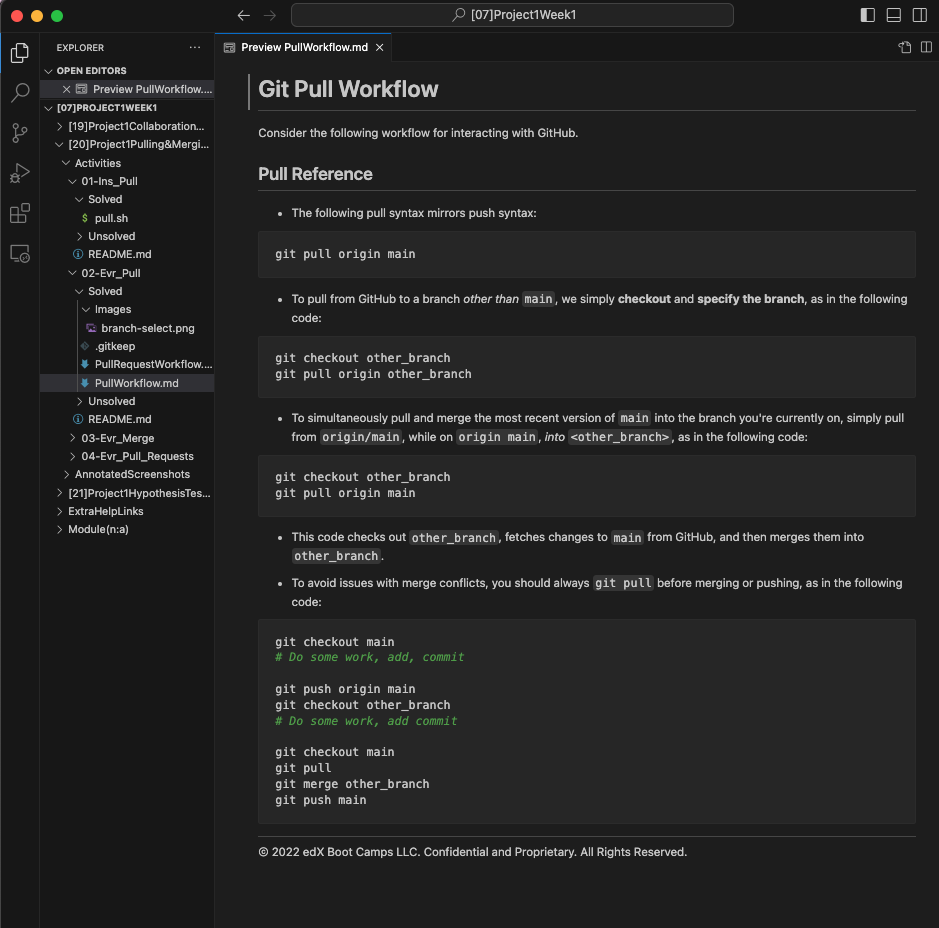 [07]Project1Week1
EXPLORER
OPEN EDITORS
Preview PullWorkflow....
[07]PROJECT1WEEK1
[19]Project1Collaboration...
[20]Project1Pulling&Mergi...
Activities
01-Ins_Pull
Solved
$ pull.sh
Unsolved
README.md
02-Evr_Pull
Solved
Images
branch-select.png
.gitkeep
PullRequestWorkflow....
PullWorkflow.md
Unsolved
README.md
03-Evr_Merge
04-Evr_Pull_Requests
AnnotatedScreenshots
[21]Project1HypothesisTes...
ExtraHelpLinks
Module(n:a)
Preview PullWorkflow.md
Git Pull Workflow
Consider the following workflow for interacting with GitHub.
Pull Reference
• The following pull syntax mirrors push syntax:
git pull origin main
• To pull from GitHub to a branch other than main, we simply checkout and specify the branch, as in the following
code:
git checkout other_branch
git pull origin other_branch
• To simultaneously pull and merge the most recent version of main into the branch you're currently on, simply pull
from origin/main, while on origin main, into <other_branch>, as in the following code:
git checkout other_branch
git pull origin main
• This code checks out other_branch, fetches changes to main from GitHub, and then merges them into
other_branch.
• To avoid issues with merge conflicts, you should always git pull before merging or pushing, as in the following
code:
git checkout main
# Do some work, add, commit
git push origin main
git checkout other_branch
# Do some work, add commit
git checkout main
git pull
git merge other_branch
git push main
© 2022 edX Boot Camps LLC. Confidential and Proprietary. All Rights Reserved.